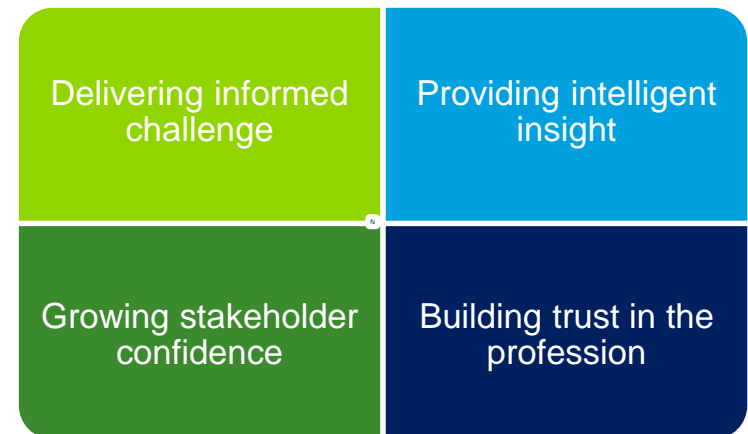 Delivering informed
challenge
Providing intelligent
insight
Growing stakeholder
confidence
Building trust in the
profession